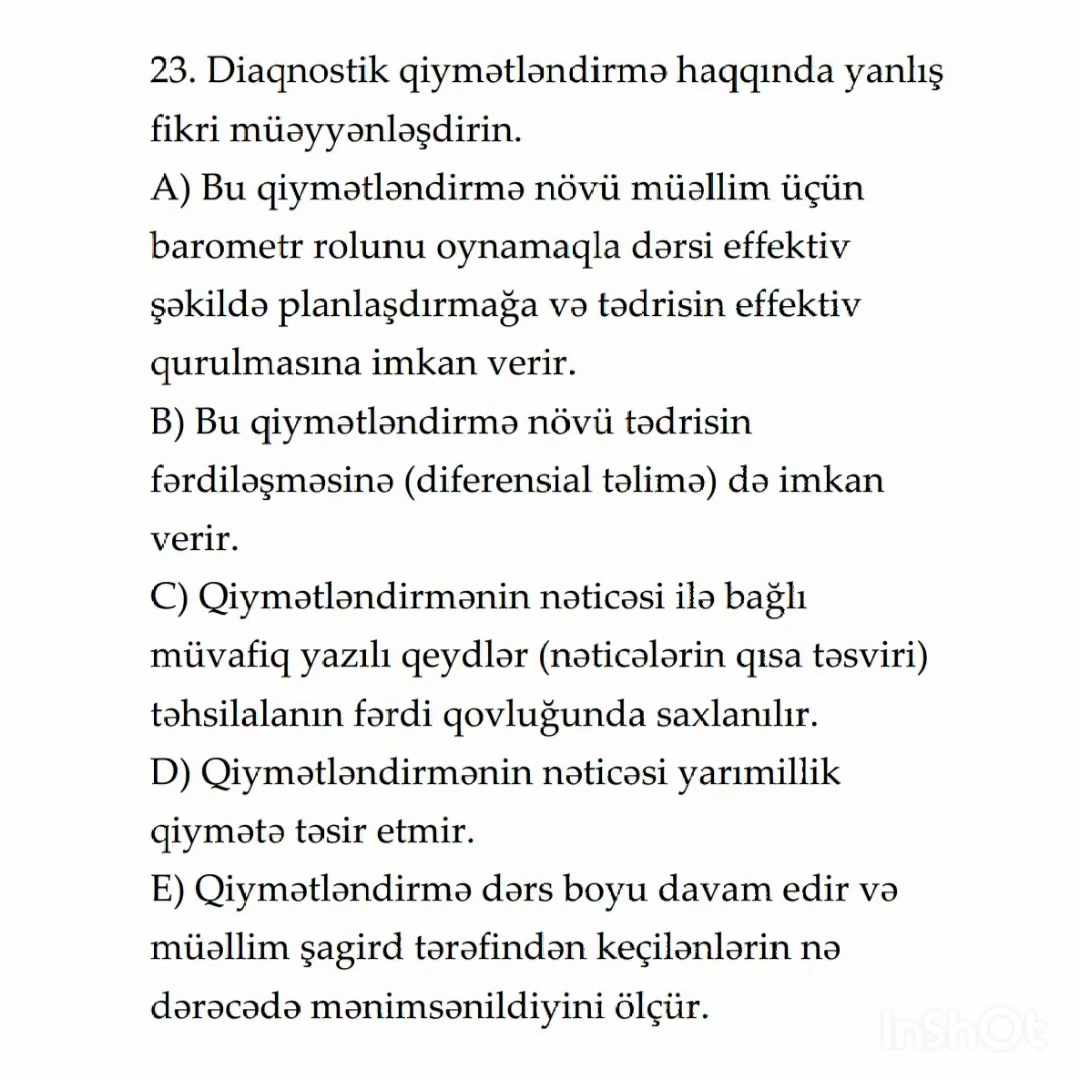 23. Diaqnostik qiymətləndirmə haqqında yanlış
fikri müəyyənləşdirin.
A) Bu qiymətləndirmə növü müəllim üçün
barometr rolunu oynamaqla dərsi effektiv
şəkildə planlaşdırmağa və tədrisin effektiv
qurulmasına imkan verir.
B) Bu qiymətləndirmə növü tədrisin
fərdiləşməsinə (diferensial təlimə) də imkan
verir.
C) Qiymətləndirmənin nəticəsi ilə bağlı
müvafiq yazılı qeydlər (nəticələrin qısa təsviri)
təhsilalanın fərdi qovluğunda saxlanılır.
D) Qiymətləndirmənin nəticəsi yarımillik
qiymətə təsir etmir.
E) Qiymətləndirmə dərs boyu davam edir və
müəllim şagird tərəfindən keçilənlərin nə
dərəcədə mənimsənildiyini ölçür.
InShOt